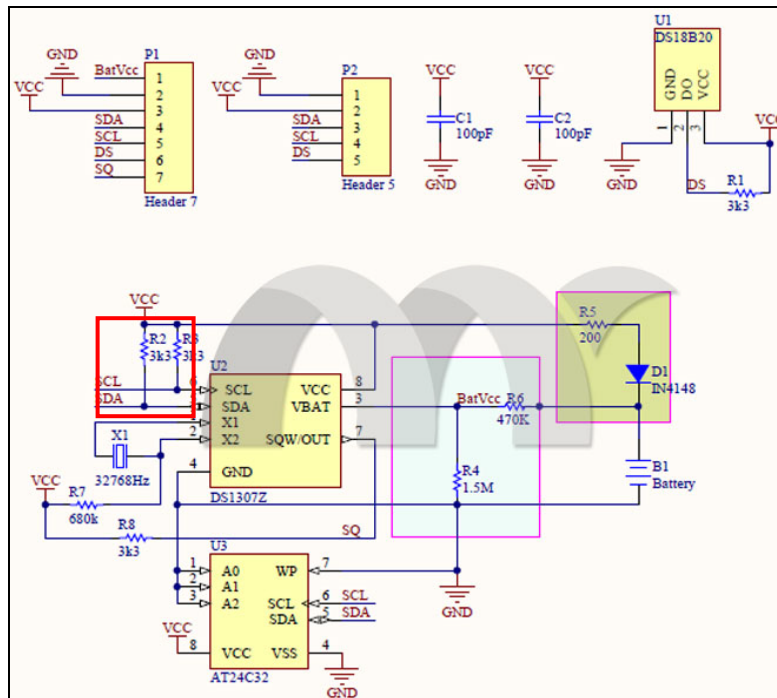 P1
GND
BatVcc
VCC
1
2
3
4
5
6
7
SDA
SCL
DS
SQ
Header 7
P2
GND
VCC
1
2
3
4
5
SDA
SCL
DS
Header 5
VCC
C1
100pF
GND
VCC
C2
100pF
GND
U1
DS18B20
GND
DO
VCC
1
2
3
GND
VCC
DS
R1
3k3
VCC
R2
3k3
R3
3k3
SCL
SDA
U2
6
5
1
2
4
SCL
SDA
X1
X2
GND
VCC
VBAT
SQW/OUT
8
3
7
DS1307Z
X1
32768Hz
VCC
R7
680k
R8
3k3
SQ
BatVcc
R6
470K
R4
1.5M
R5
200
D1
IN4148
B1
Battery
U3
1
2
3
8
A0
A1
A2
VCC
WP
SCL
SDA
VSS
7
6
5
4
SCL
SDA
VCC
AT24C32
GND
GND